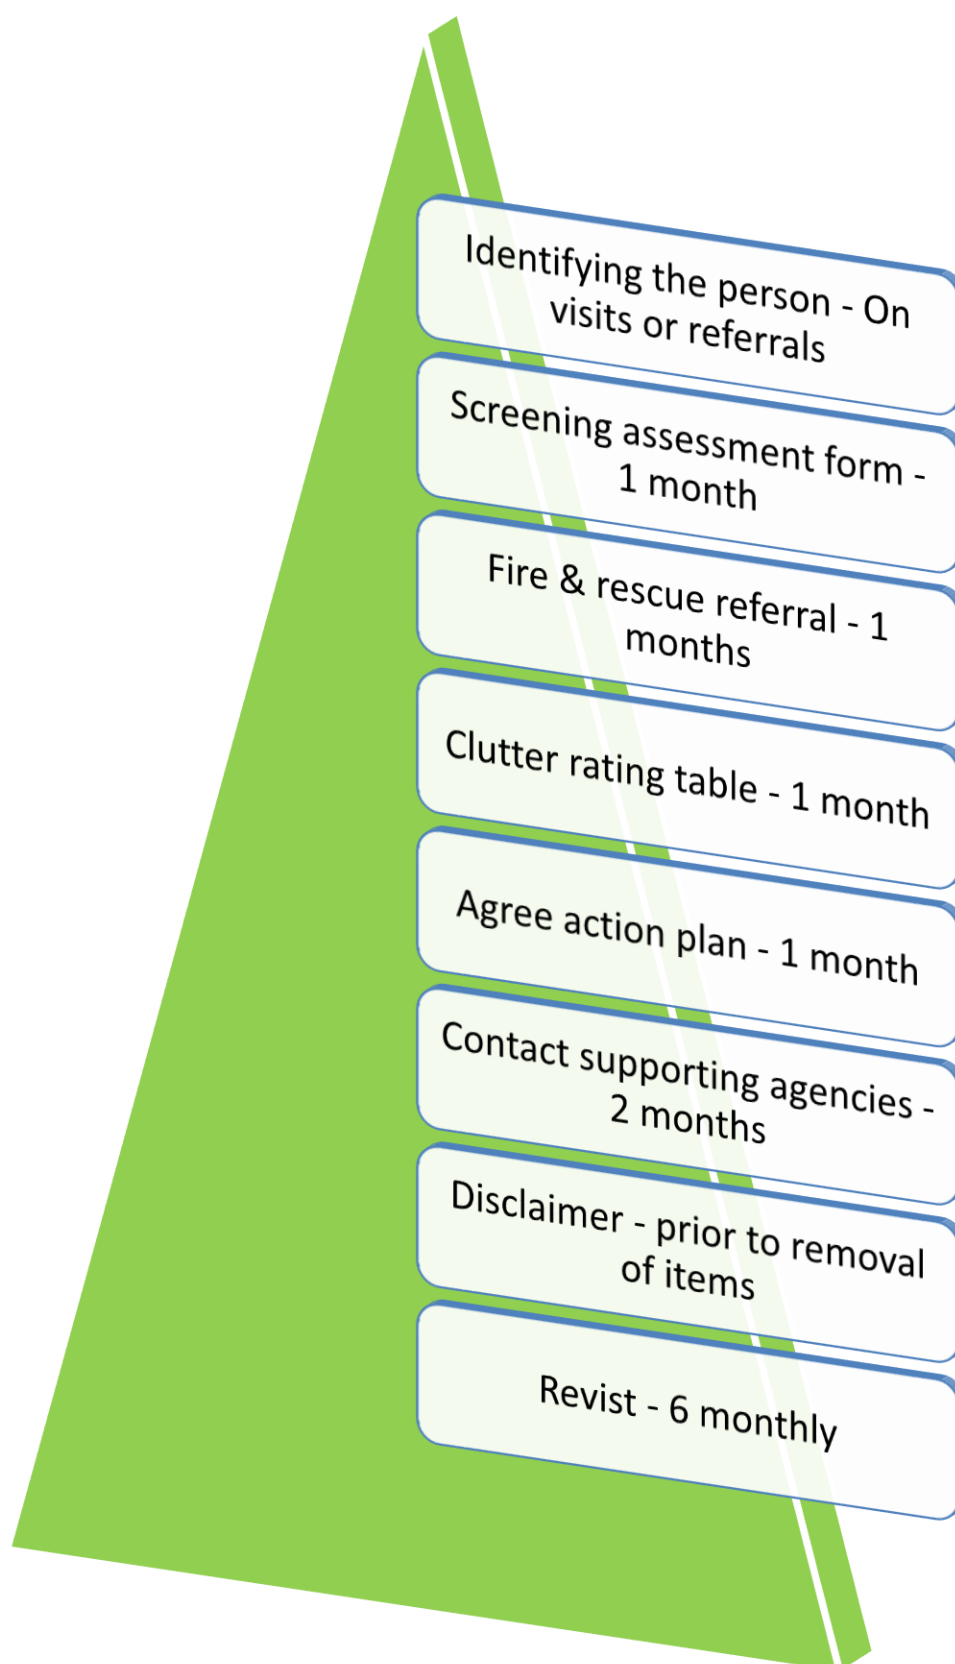 Identifying the person - On
visits or referrals
Screening assessment form -
1 month
Fire & rescue referral - 1
months
Clutter rating table - 1 month
Agree action plan - 1 month
Contact supporting agencies -
2 months
Disclaimer - prior to removal
of items
Revist - 6 monthly